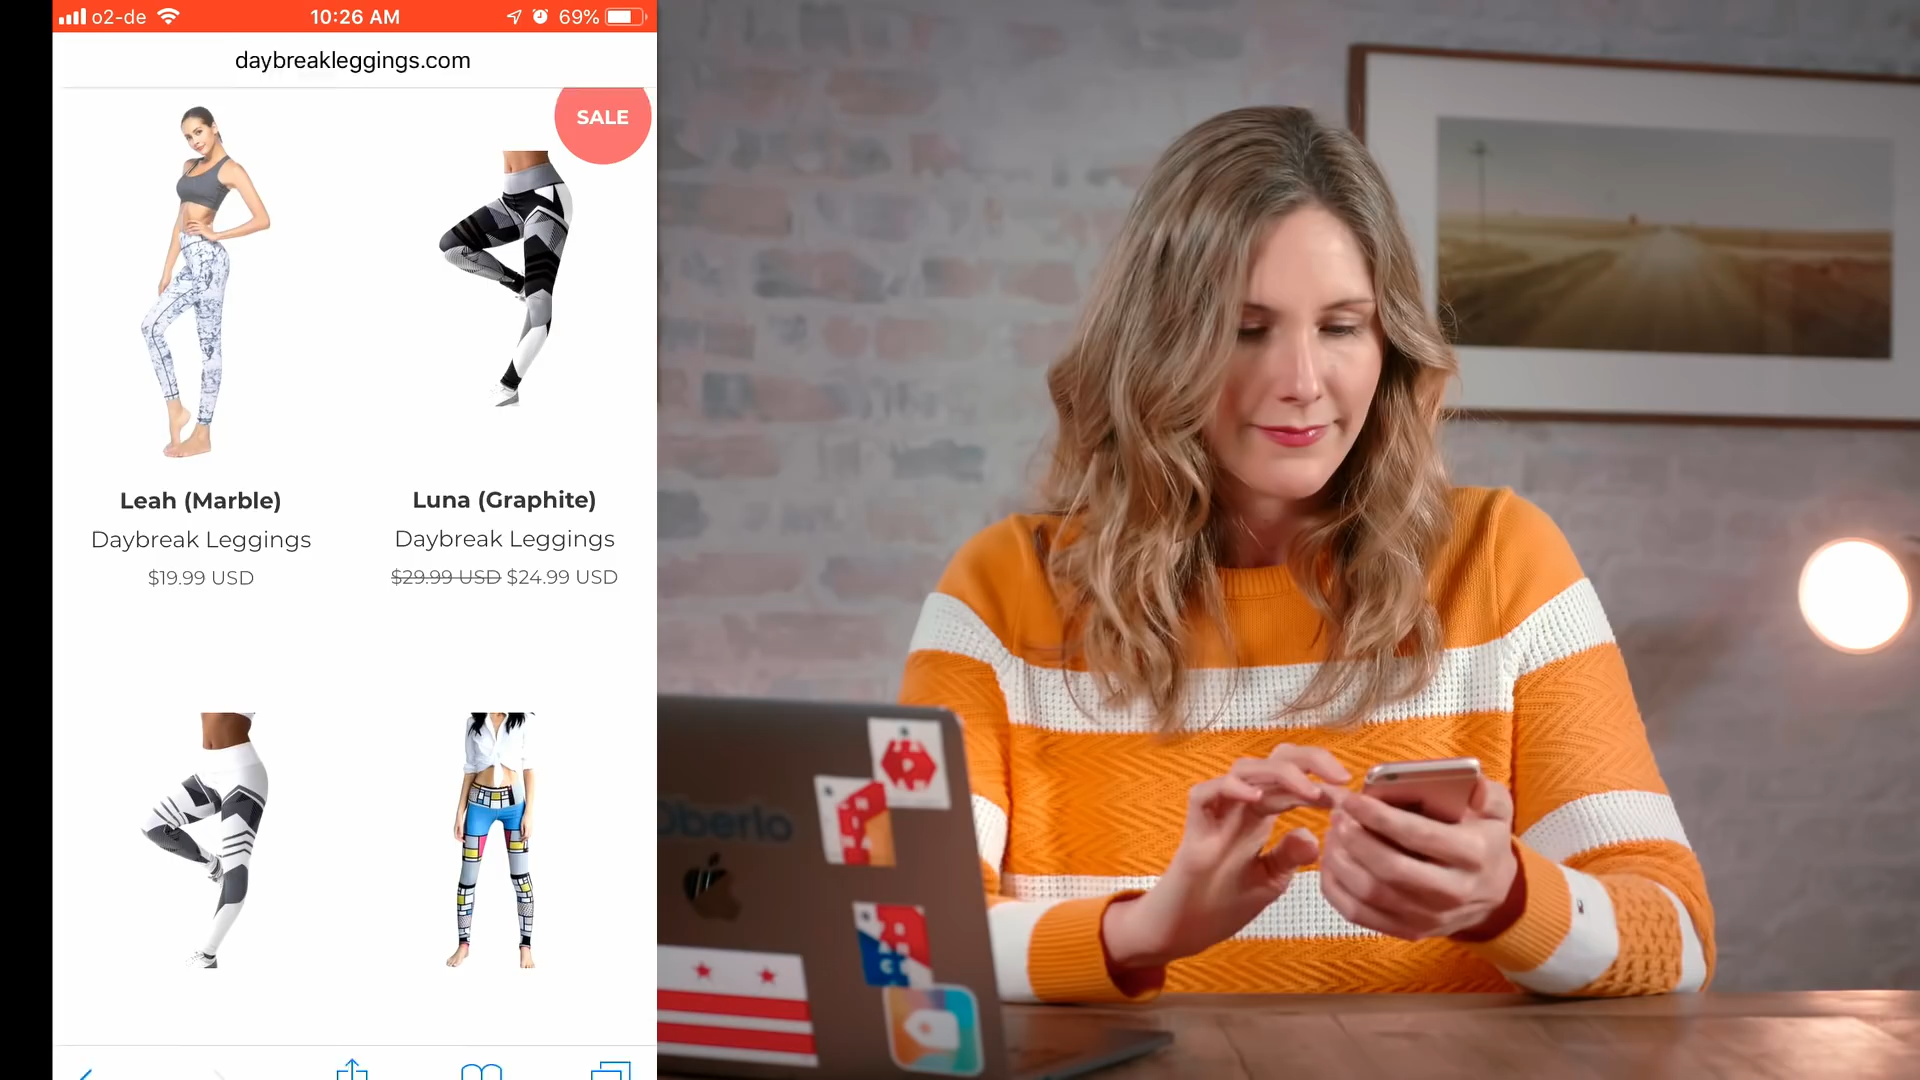 o2-de
10:26 AM
69%
daybreakleggings.com
SALE
Leah (Marble)
Daybreak Leggings
$19.99 USD
Luna (Graphite)
Daybreak Leggings
$29.99 USD $24.99 USD
Oberlo